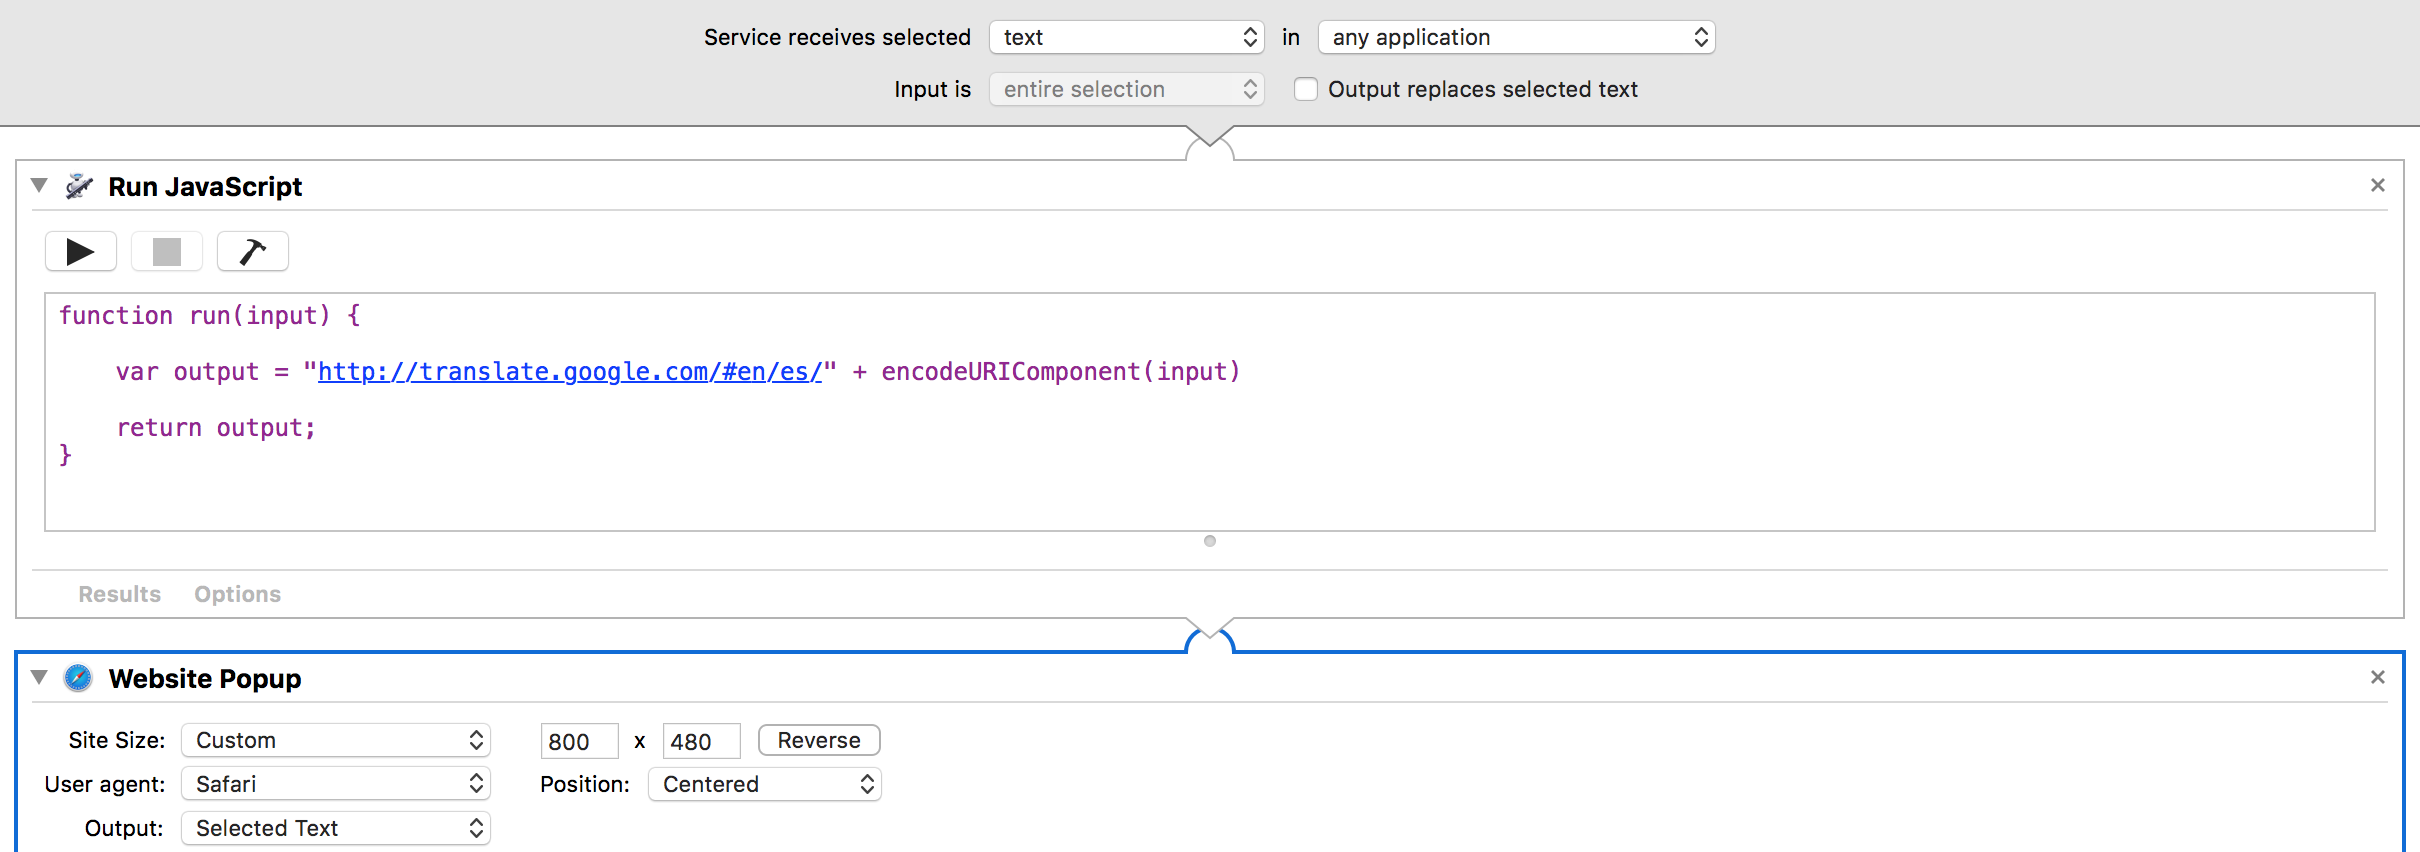 Service receives selected text in any application
Input is entire selection Output replaces selected text
Run JavaScript
function run(input) {
var output = "http://translate.google.com/#en/es/" + encodeURIComponent(input)
return output;
}
Results Options
Website Popup
Site Size: Custom 800 x 480 Reverse
User agent: Safari Position: Centered
Output: Selected Text